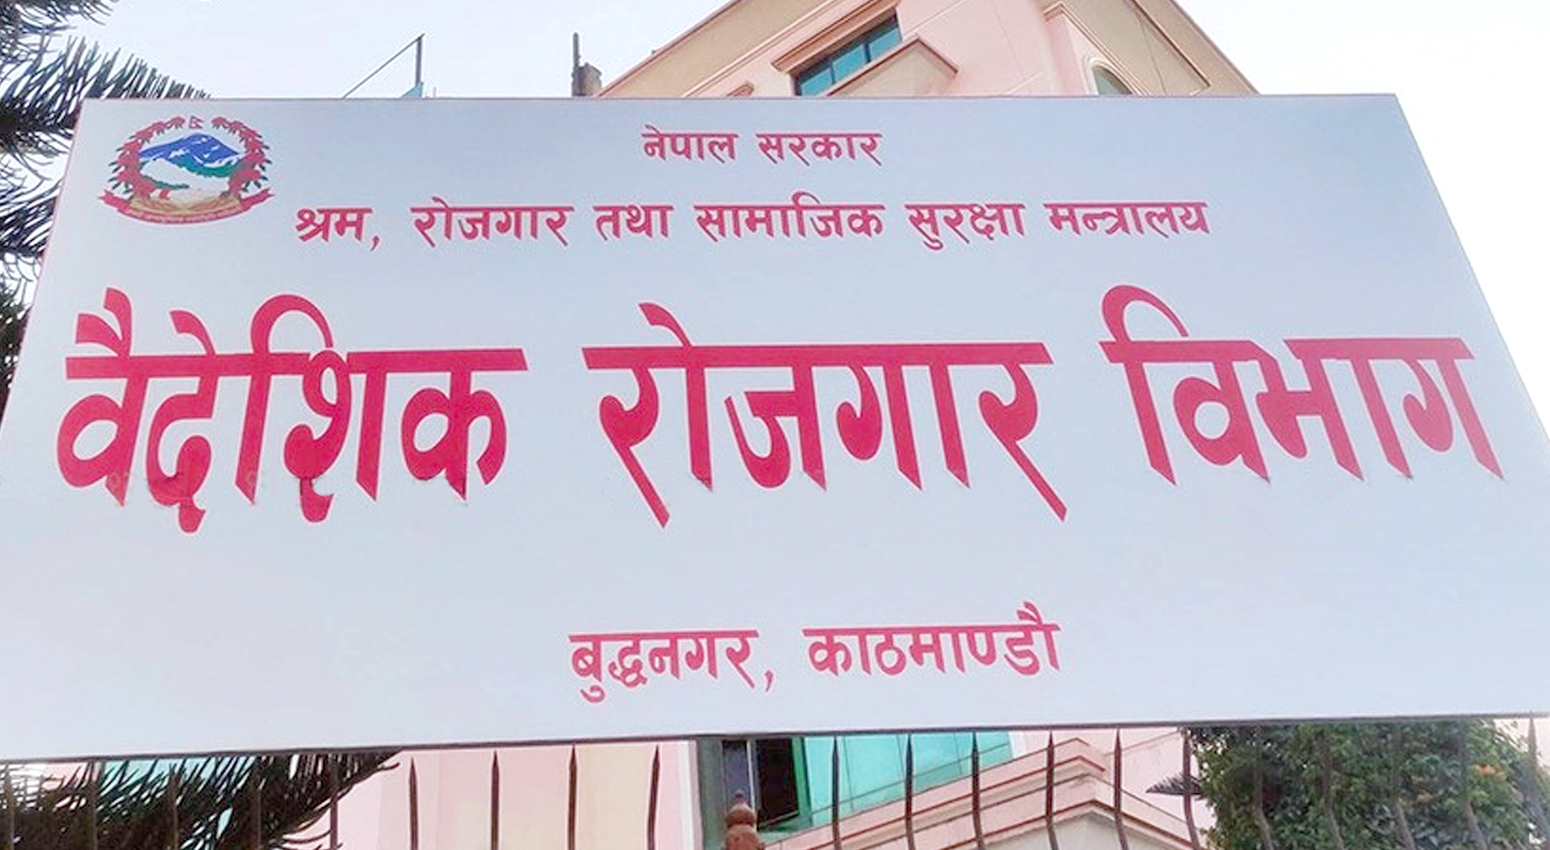 नेपाल सरकार
श्रम, रोजगार तथा सामाजिक सुरक्षा मन्त्रालय
वैदेशिक रोजगार विभाग
बुद्धनगर, काठमाण्डौ